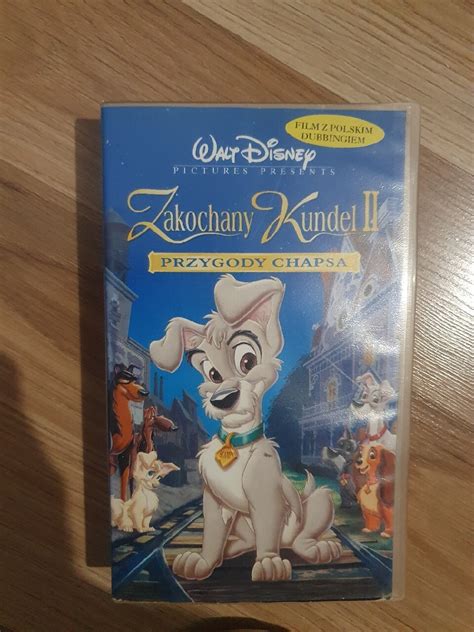 FILM Z POLSKIM
DUBBINGIEM
WALT DISNEY
PICTURES PRESENTS
Zakochany Kundel II
PRZYGODY CHAPSA